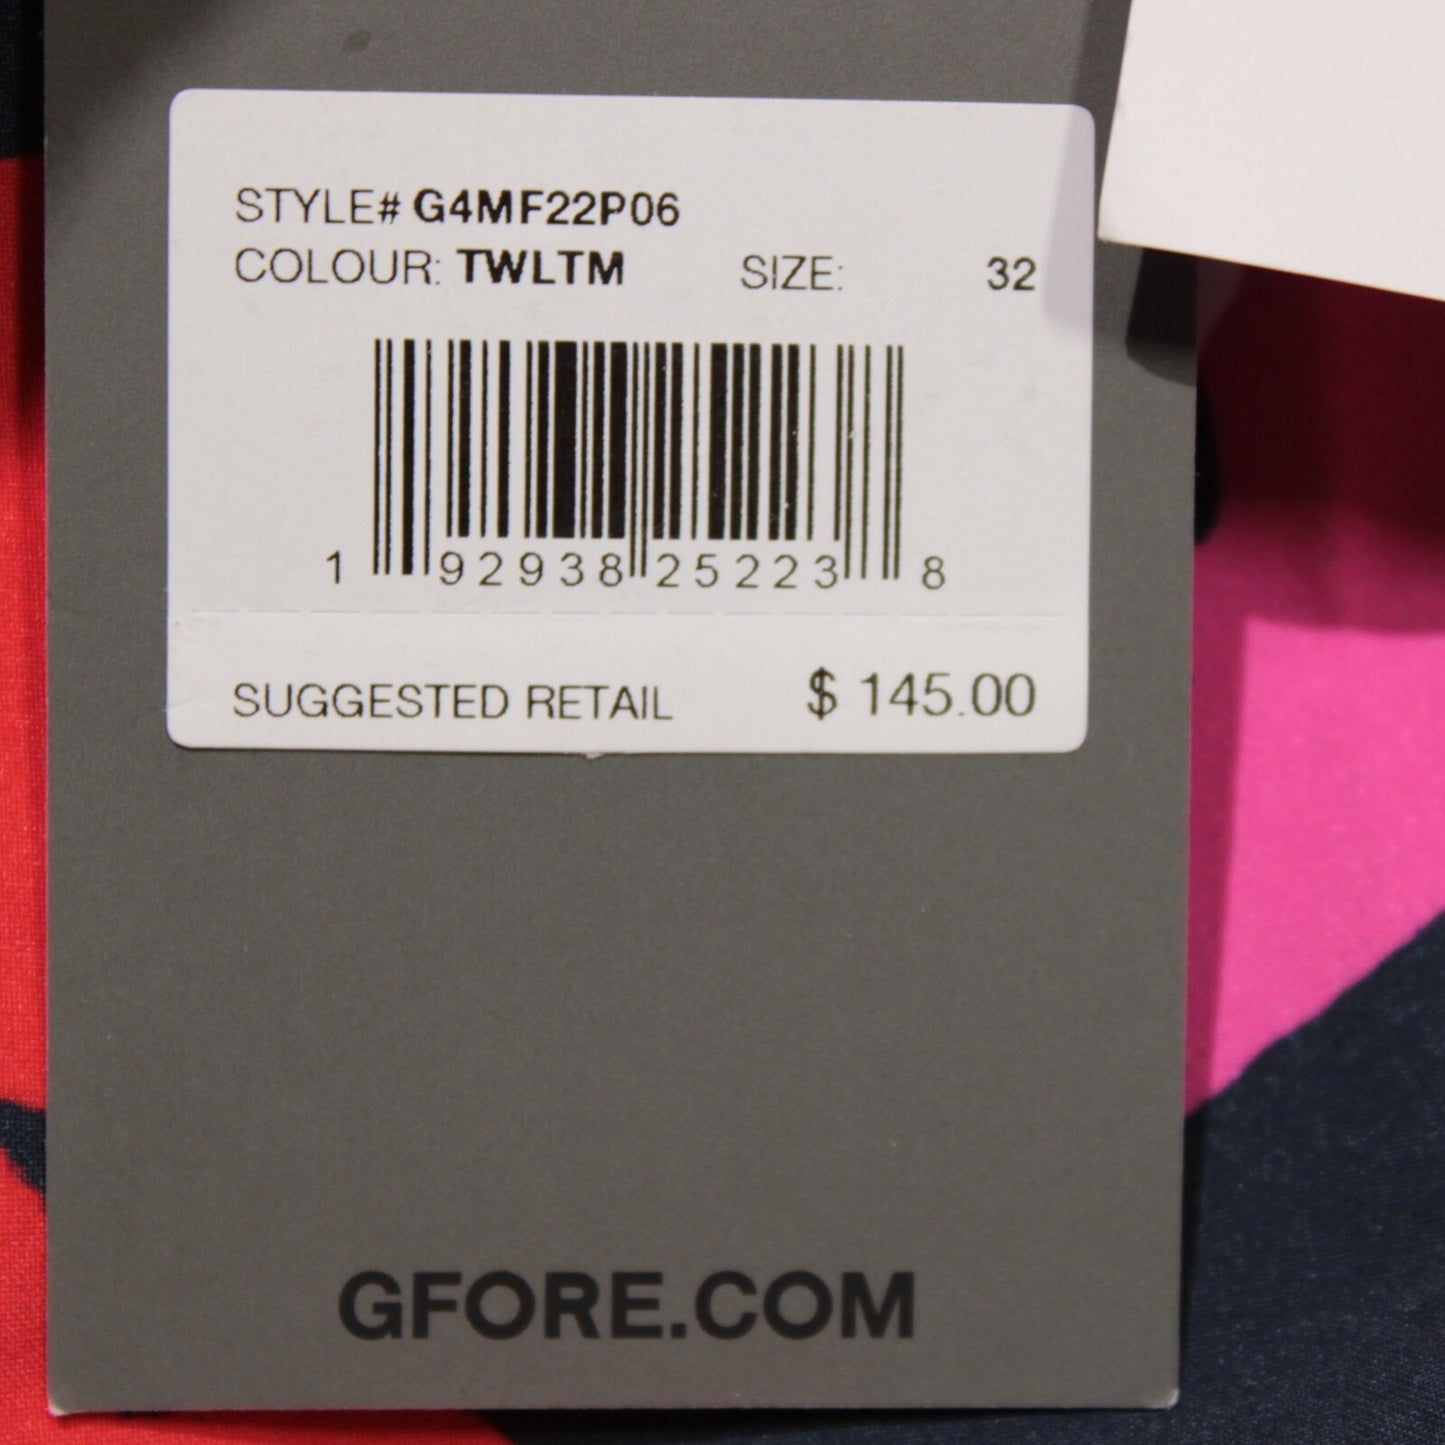 STYLE# G4MF22P06
COLOUR: TWLTM SIZE: 32
1 92938 25223 8
SUGGESTED RETAIL $ 145.00
GFORE.COM